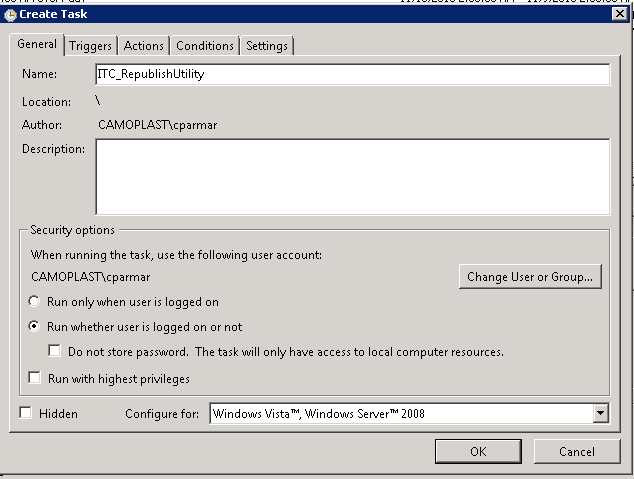 Create Task
General Triggers Actions Conditions Settings
Name: ITC_RepublishUtility
Location: \
Author: CAMOPLAST\cparmar
Description:
Security options
When running the task, use the following user account:
CAMOPLAST\cparmar Change User or Group...
Run only when user is logged on
Run whether user is logged on or not
Do not store password. The task will only have access to local computer resources.
Run with highest privileges
Hidden Configure for: Windows Vista™, Windows Server™ 2008
OK Cancel